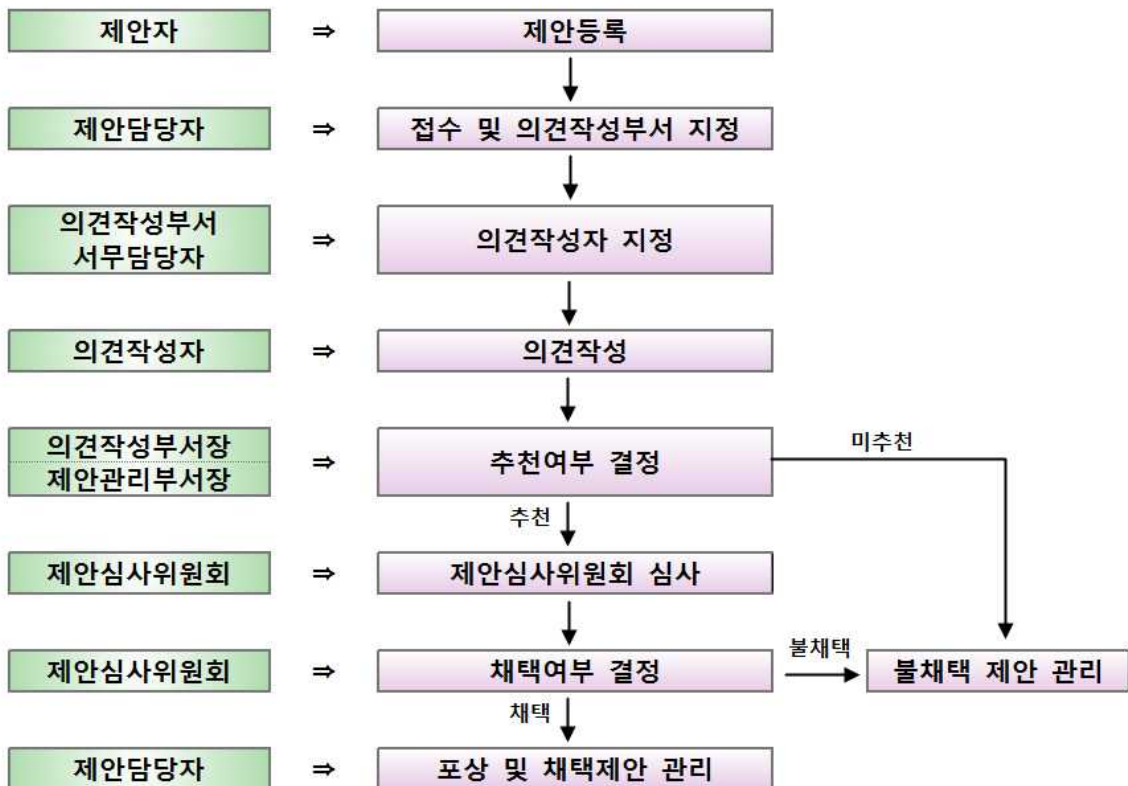 제안자 ⇒ 제안등록
제안담당자 ⇒ 접수 및 의견작성부서 지정
의견작성부서
서무담당자 ⇒ 의견작성자 지정
의견작성자 ⇒ 의견작성
의견작성부서장
제안관리부서장 ⇒ 추천여부 결정
미추천
추천
제안심사위원회 ⇒ 제안심사위원회 심사
제안심사위원회 ⇒ 채택여부 결정
불채택
불채택 제안 관리
채택
제안담당자 ⇒ 포상 및 채택제안 관리